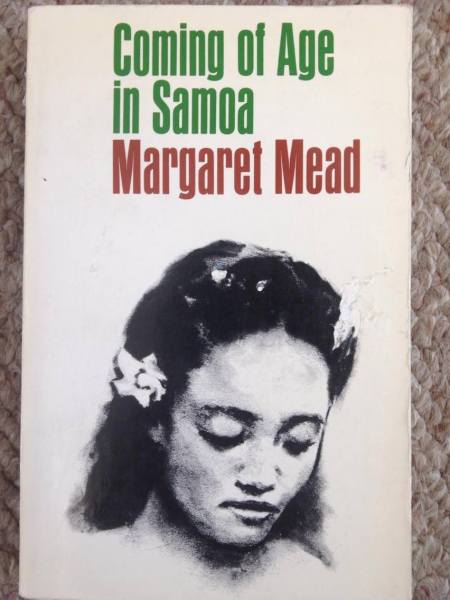 Coming of Age
in Samoa
Margaret Mead